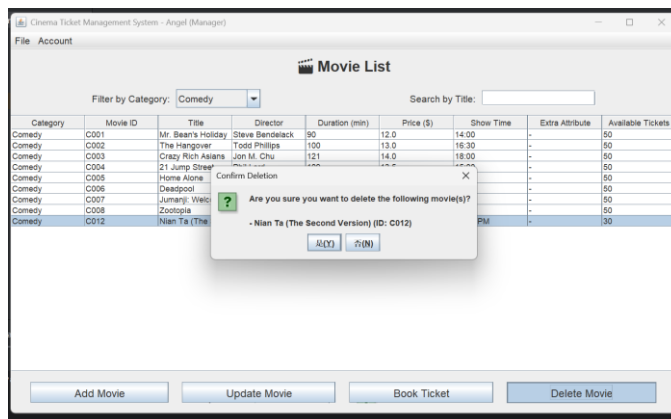 Cinema Ticket Management System - Angel (Manager)
File Account
Movie List
Filter by Category: Comedy Search by Title:
Category Movie ID Title Director Duration (min) Price ($) Show Time Extra Attribute Available Tickets
Comedy C001 Mr. Bean's Holiday Steve Bendelack 90 12.0 14:00 - 50
Comedy C002 The Hangover Todd Phillips 100 13.0 16:30 - 50
Comedy C003 Crazy Rich Asians Jon M. Chu 121 14.0 18:00 - 50
Comedy C004 21 Jump Street - 50
Comedy C005 Home Alone - 50
Comedy C006 Deadpool - 50
Comedy C007 Jumanji: - 50
Comedy C008 Zootopia - 50
Comedy C012 Nian Ta (The PM - 30
Confirm Deletion
Are you sure you want to delete the following movie(s)?
- Nian Ta (The Second Version) (ID: C012)
是(Y) 否(N)
Add Movie Update Movie Book Ticket Delete Movie